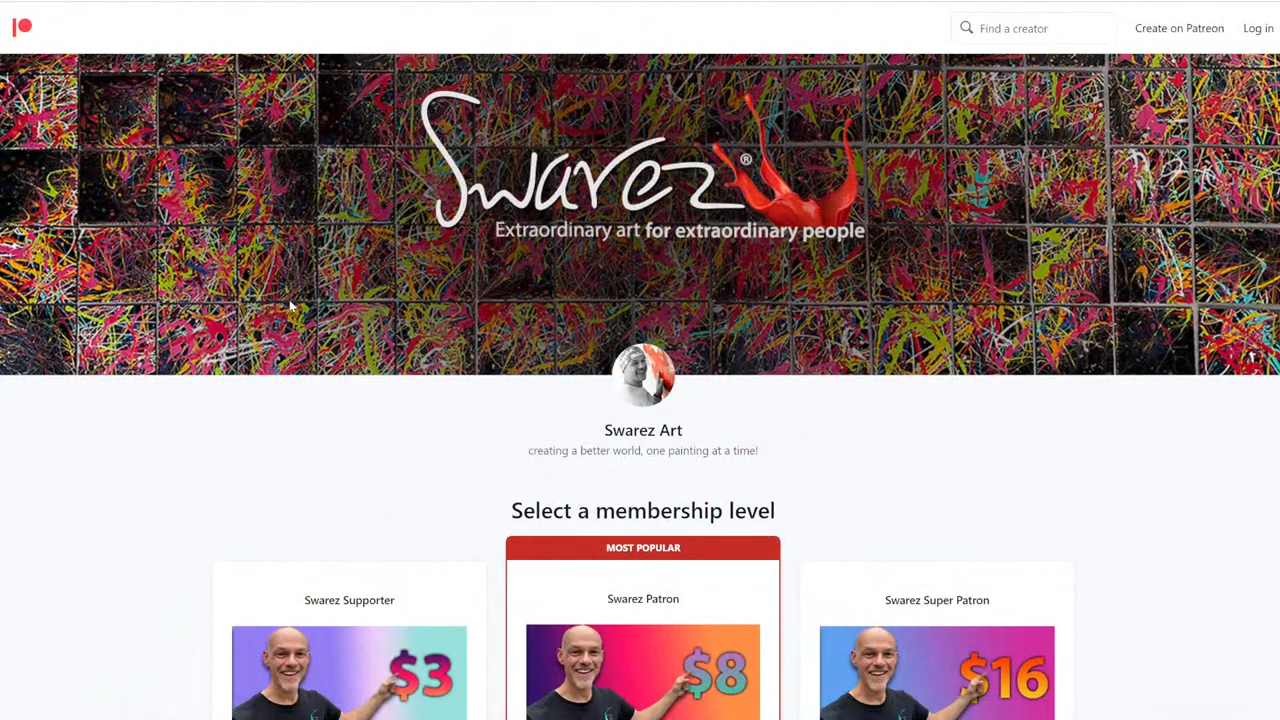 Find a creator
Create on Patreon
Log in
Swarez®
Extraordinary art for extraordinary people
Swarez Art
creating a better world, one painting at a time!
Select a membership level
MOST POPULAR
Swarez Supporter
Swarez Patron
Swarez Super Patron
$3
$8
$16